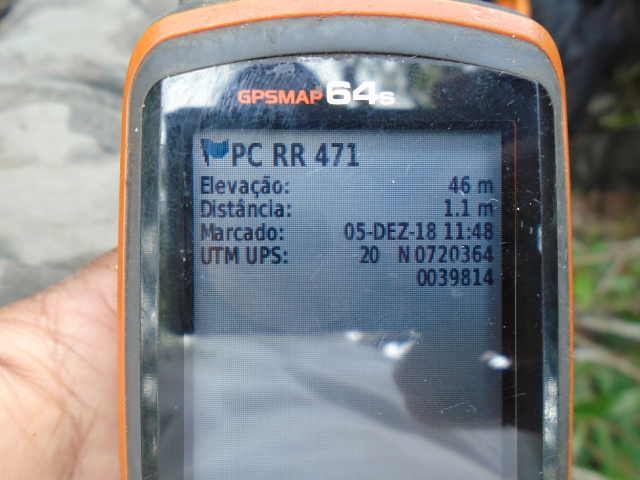 GPSMAP 64s
PC RR 471
Elevação: 46 m
Distância: 1.1 m
Marcado: 05-DEZ-18 11:48
UTM UPS: 20 N 0720364
0039814